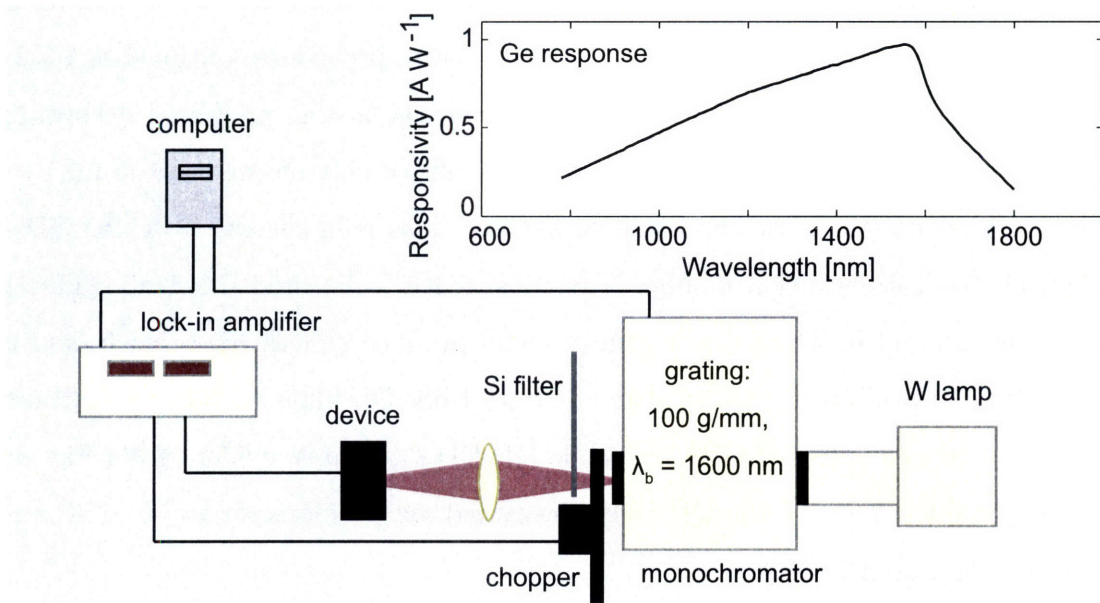 Ge response
Responsivity [A W⁻¹]
1
0.5
0
600
1000
1400
1800
Wavelength [nm]
computer
lock-in amplifier
device
Si filter
chopper
grating:
100 g/mm,
λb = 1600 nm
monochromator
W lamp